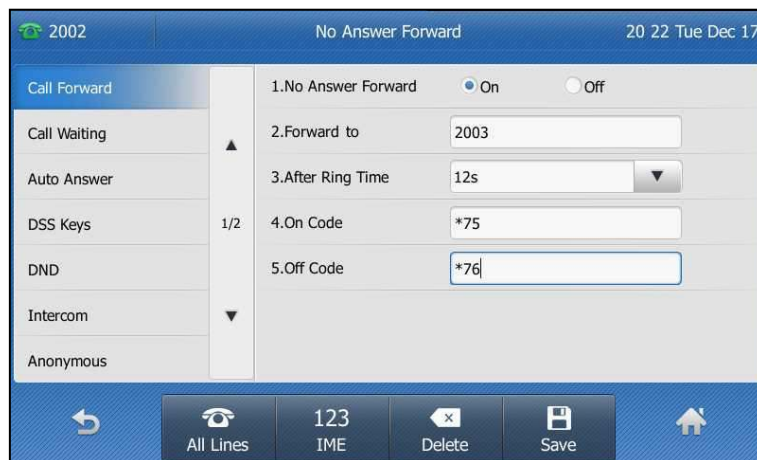 2002 No Answer Forward 20 22 Tue Dec 17
Call Forward
Call Waiting
Auto Answer
DSS Keys
DND
Intercom
Anonymous
1/2
1.No Answer Forward On Off
2.Forward to 2003
3.After Ring Time 12s
4.On Code *75
5.Off Code *76
All Lines
123
IME
Delete
Save